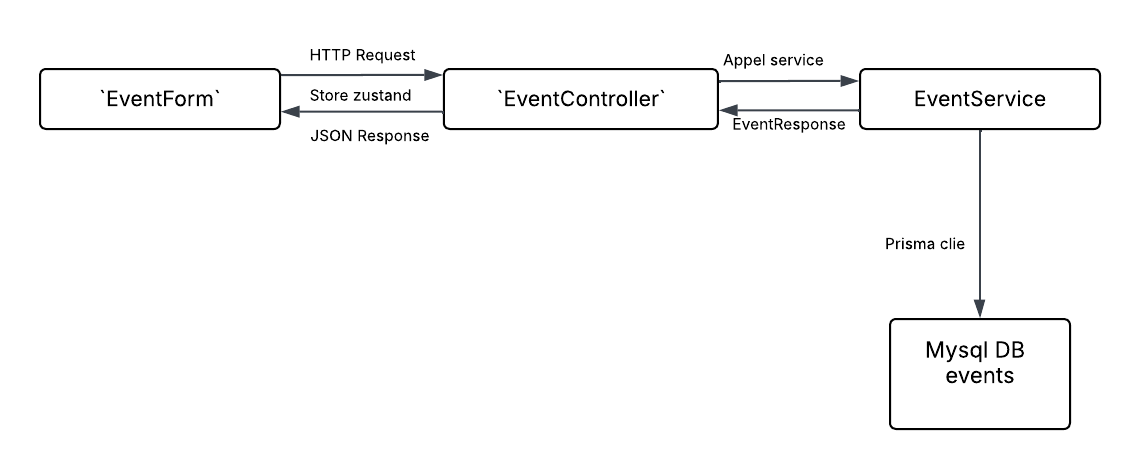 HTTP Request
Appel service
`EventForm`
Store zustand
`EventController`
EventService
JSON Response
EventResponse
Prisma clie
Mysql DB
events